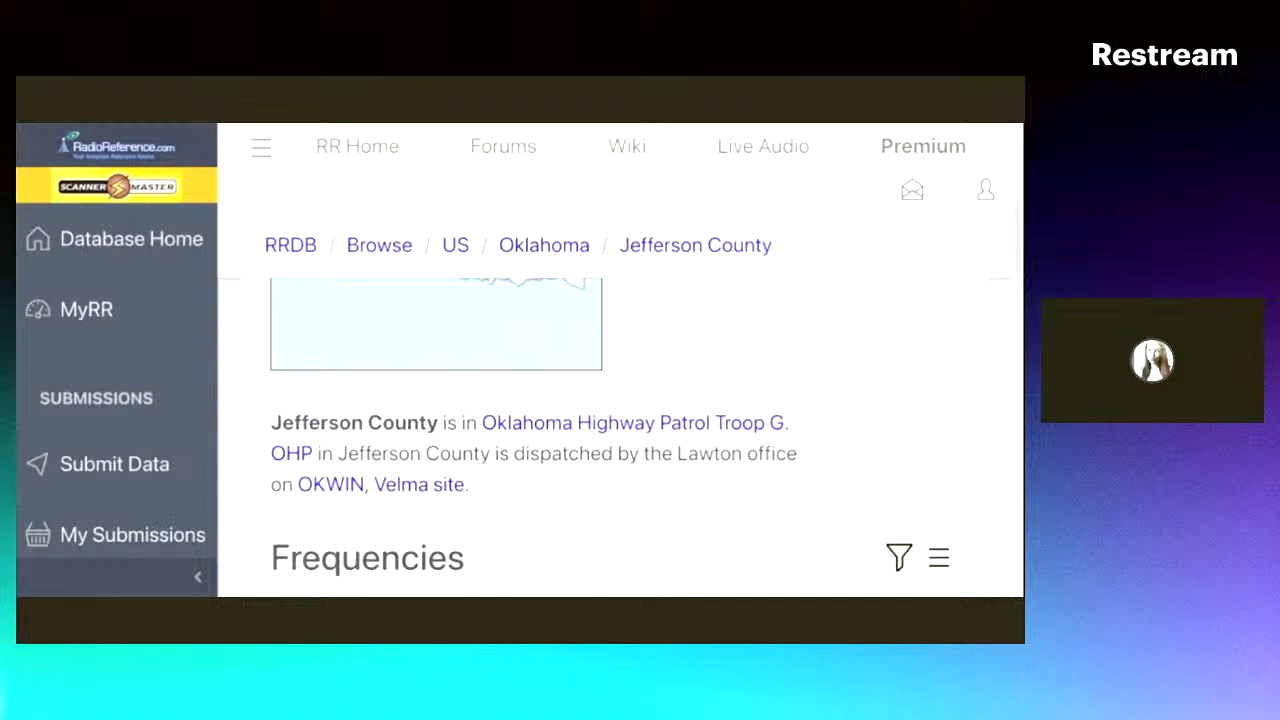 Restream
RadioReference.com
SCANNER MASTER
RR Home Forums Wiki Live Audio Premium
Database Home
RRDB / Browse / US / Oklahoma / Jefferson County
MyRR
SUBMISSIONS
Jefferson County is in Oklahoma Highway Patrol Troop G.
OHP in Jefferson County is dispatched by the Lawton office
on OKWIN, Velma site.
Submit Data
My Submissions
Frequencies